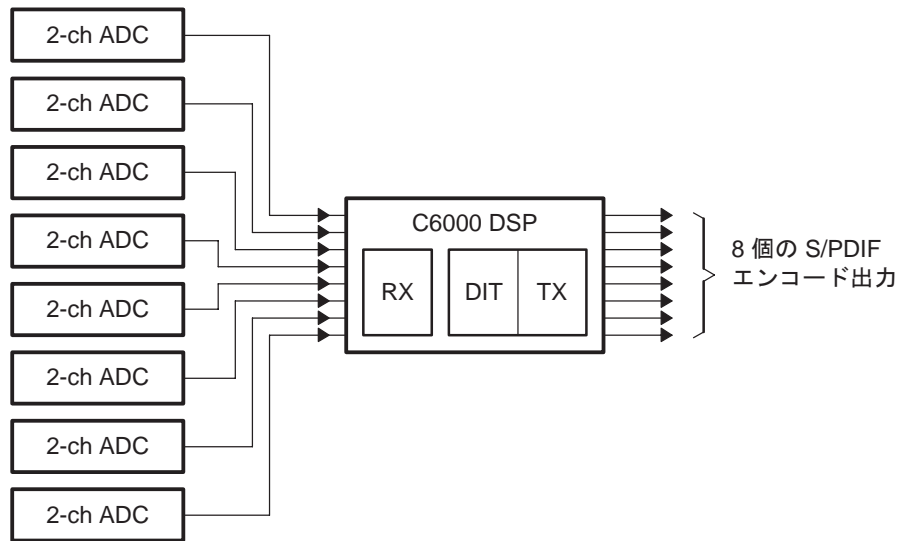 2-ch ADC
2-ch ADC
2-ch ADC
2-ch ADC
2-ch ADC
2-ch ADC
2-ch ADC
2-ch ADC
C6000 DSP
RX
DIT
TX
8 個の S/PDIF
エンコード出力